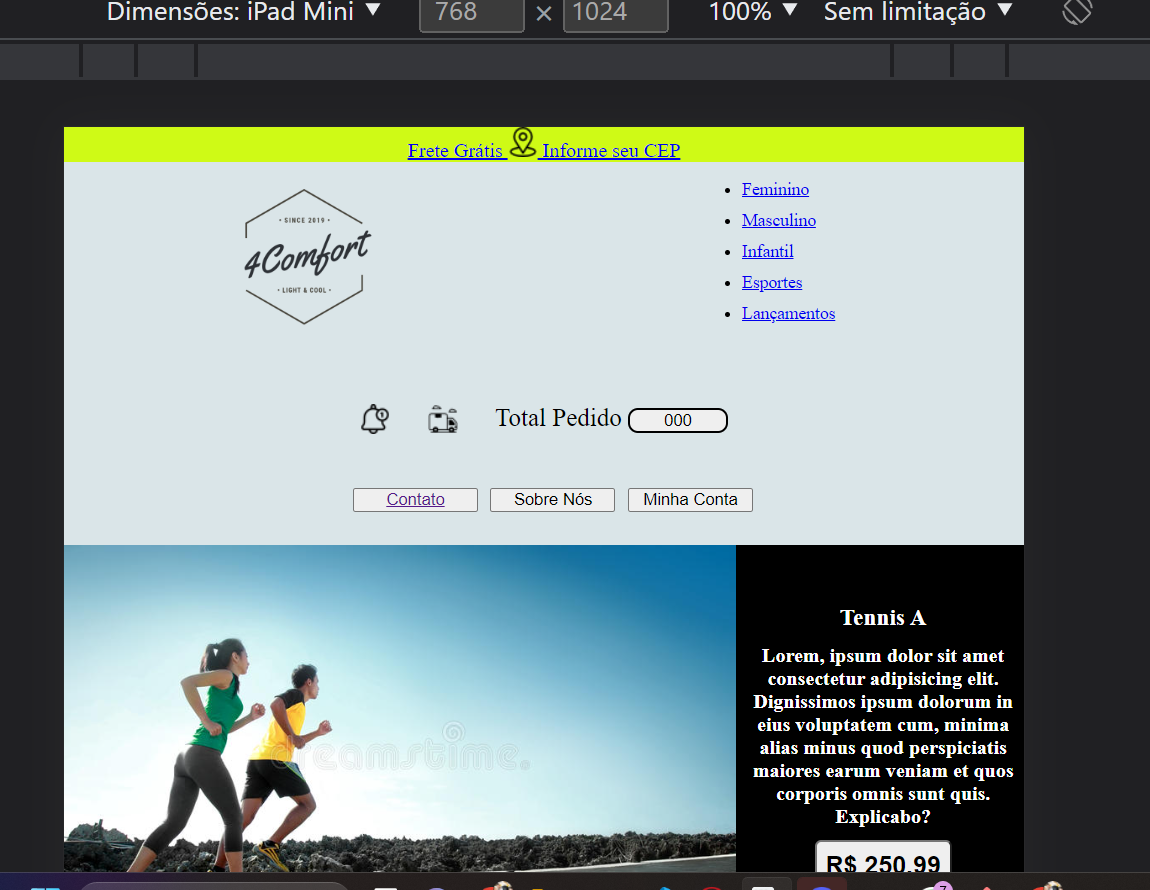 Dimensões: iPad Mini ▼ 768 × 1024 100% ▼ Sem limitação ▼
Frete Grátis Informe seu CEP
• SINCE 2019 •
4Comfort
• LIGHT & COOL •
Feminino
Masculino
Infantil
Esportes
Lançamentos
Total Pedido 000
Contato Sobre Nós Minha Conta
dreamstime.
Tennis A
Lorem, ipsum dolor sit amet
consectetur adipisicing elit.
Dignissimos ipsum dolorum in
eius voluptatem cum, minima
alias minus quod perspiciatis
maiores earum veniam et quos
corporis omnis sunt quis.
Explicabo?
R$ 250,99